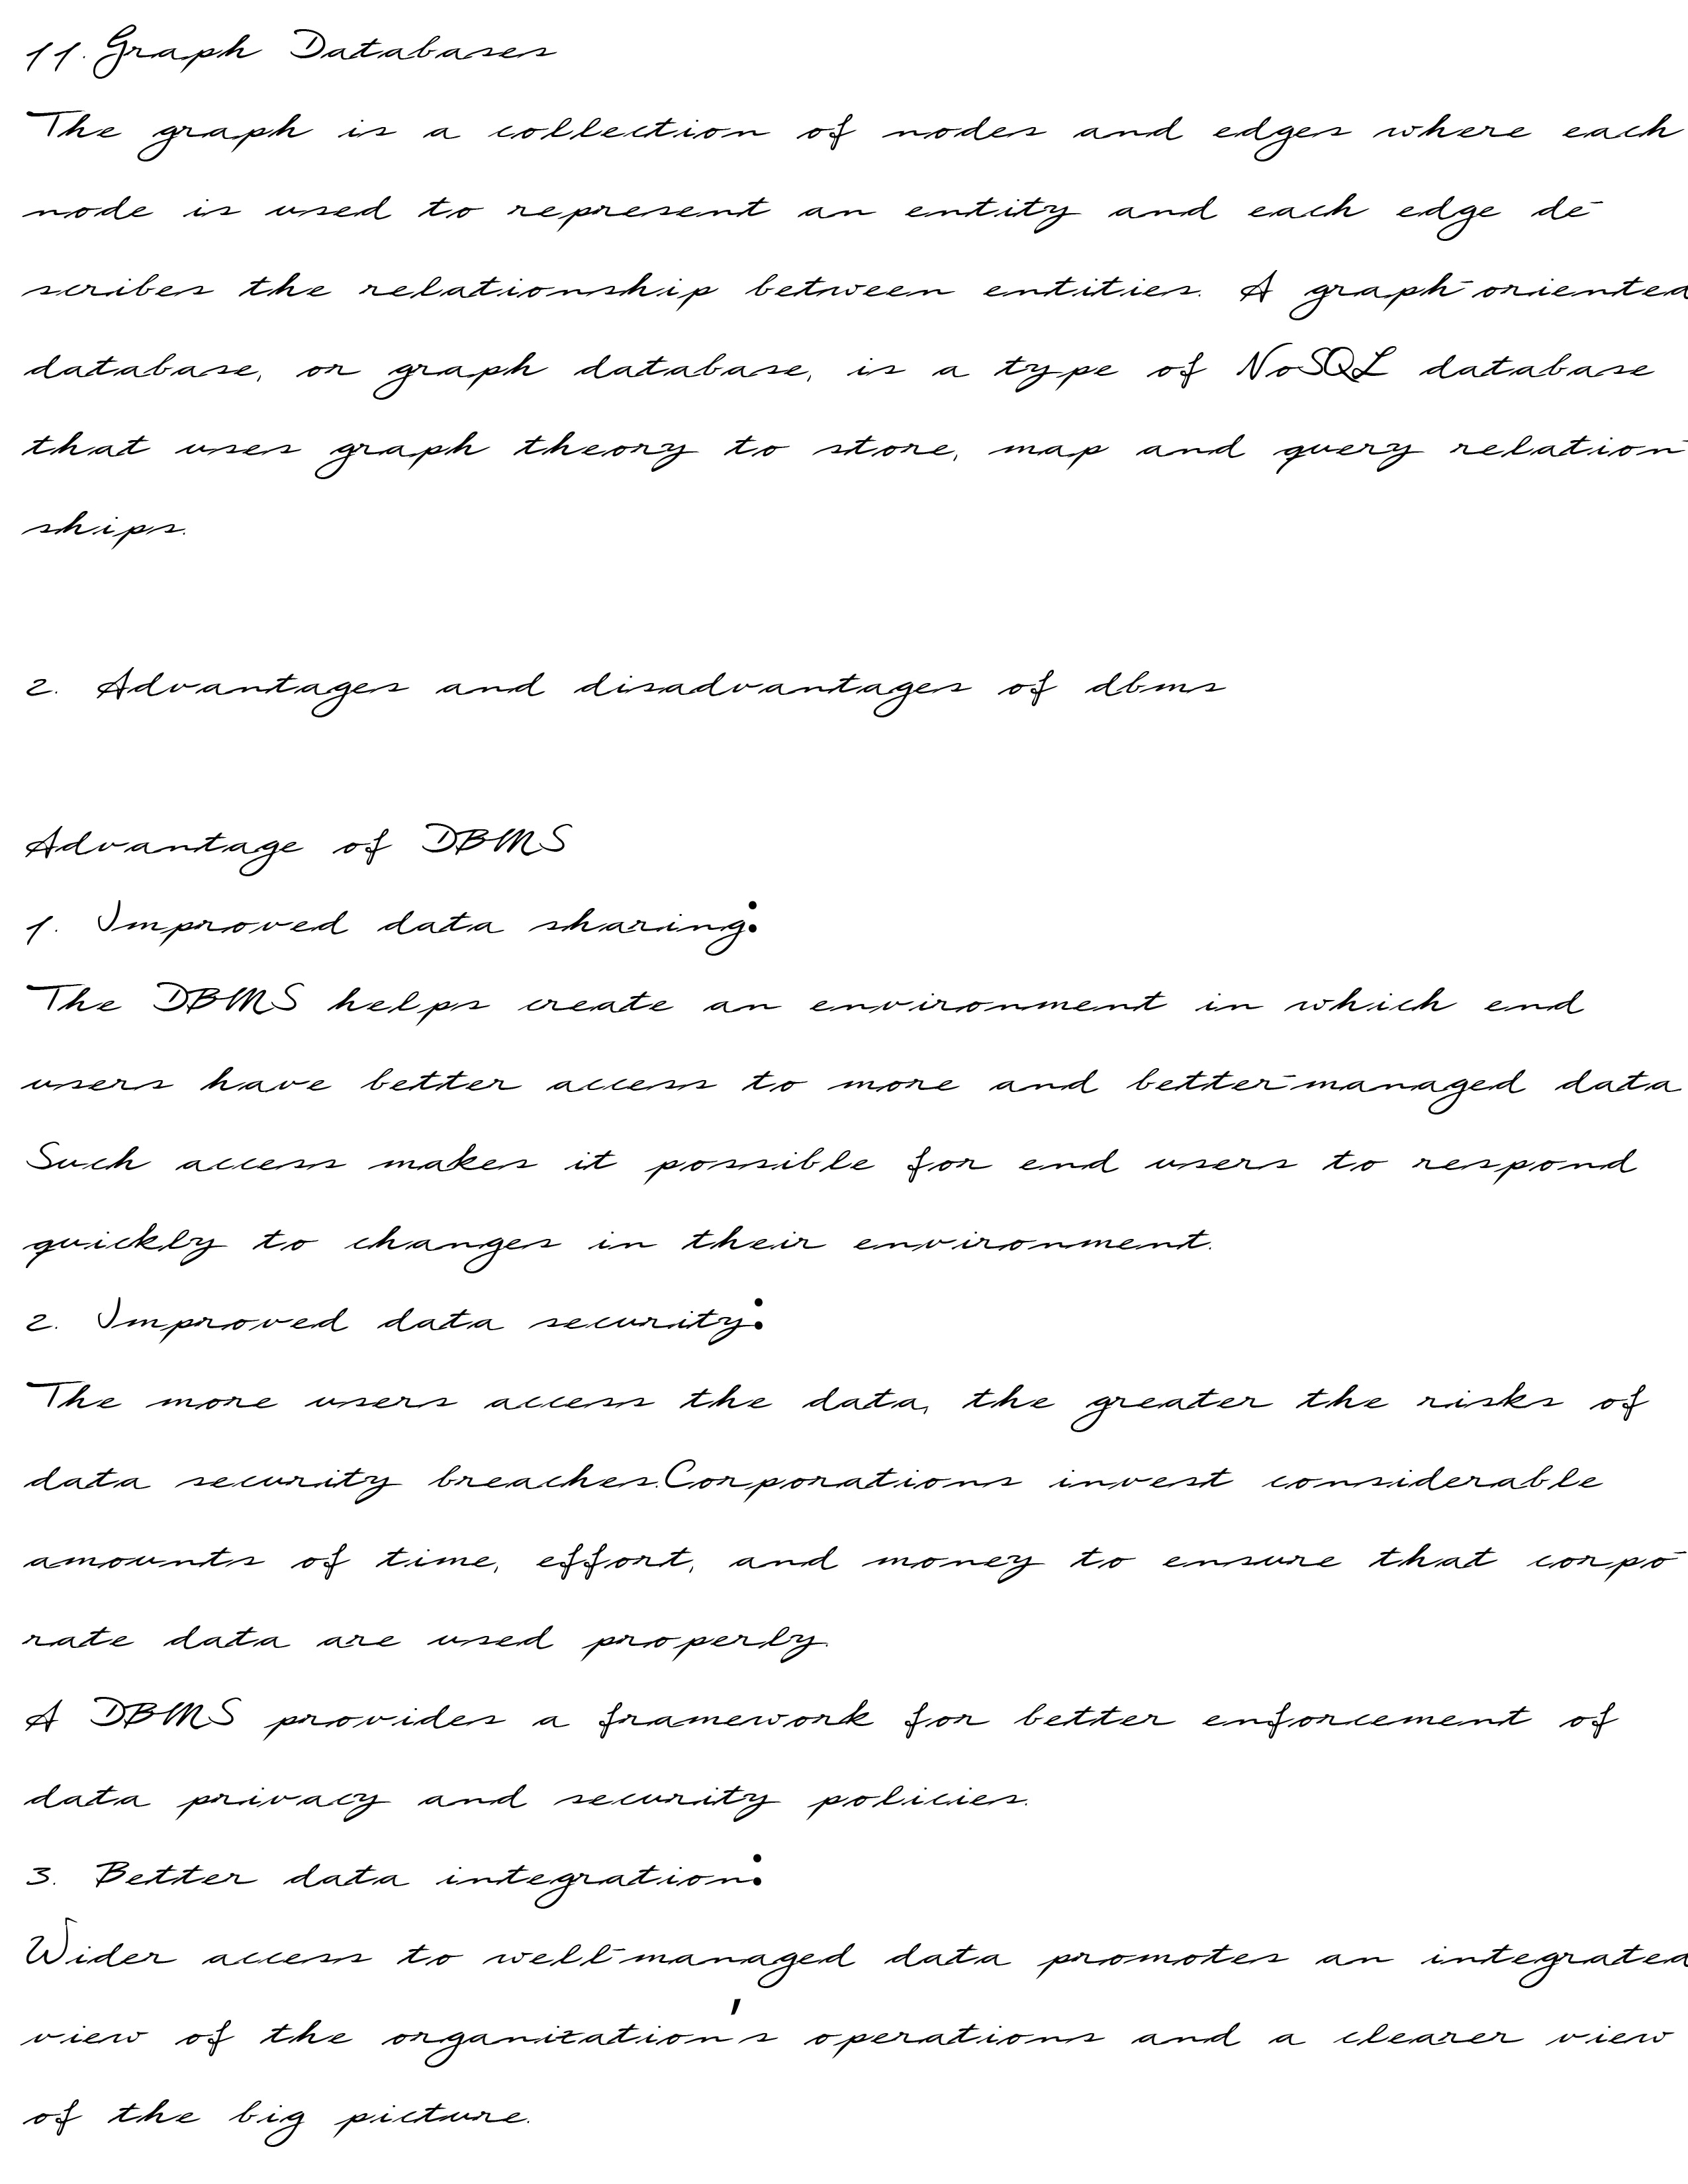 11. Graph Databases
The graph is a collection of nodes and edges where each
node is used to represent an entity and each edge de-
scribes the relationship between entities. A graph-oriented
database, or graph database, is a type of NoSQL database
that uses graph theory to store, map and query relation-
ships.
2. Advantages and disadvantages of dbms
Advantage of DBMS
1. Improved data sharing:
The DBMS helps create an environment in which end
users have better access to more and better-managed data
Such access makes it possible for end users to respond
quickly to changes in their environment.
2. Improved data security:
The more users access the data, the greater the risks of
data security breaches.Corporations invest considerable
amounts of time, effort, and money to ensure that corpo-
rate data are used properly.
A DBMS provides a framework for better enforcement of
data privacy and security policies.
3. Better data integration:
Wider access to well-managed data promotes an integrated
view of the organization's operations and a clearer view
of the big picture.